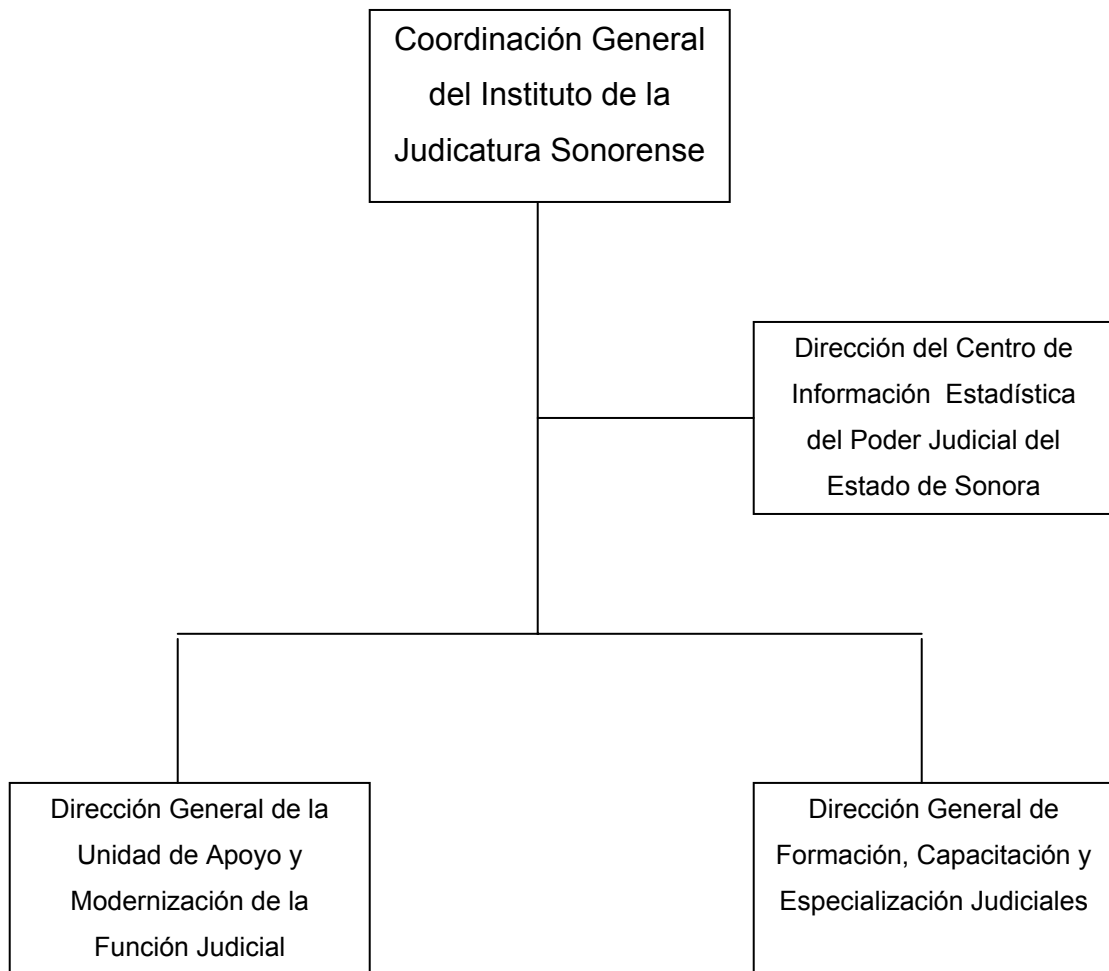 Coordinación General
del Instituto de la
Judicatura Sonorense
Dirección del Centro de
Información Estadística
del Poder Judicial del
Estado de Sonora
Dirección General de la
Unidad de Apoyo y
Modernización de la
Función Judicial
Dirección General de
Formación, Capacitación y
Especialización Judiciales